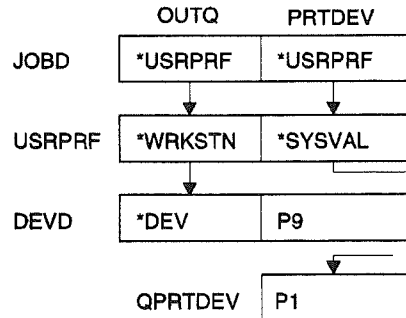 OUTQ PRTDEV
JOBD *USRPRF *USRPRF
USRPRF *WRKSTN *SYSVAL
DEVD *DEV P9
QPRTDEV P1